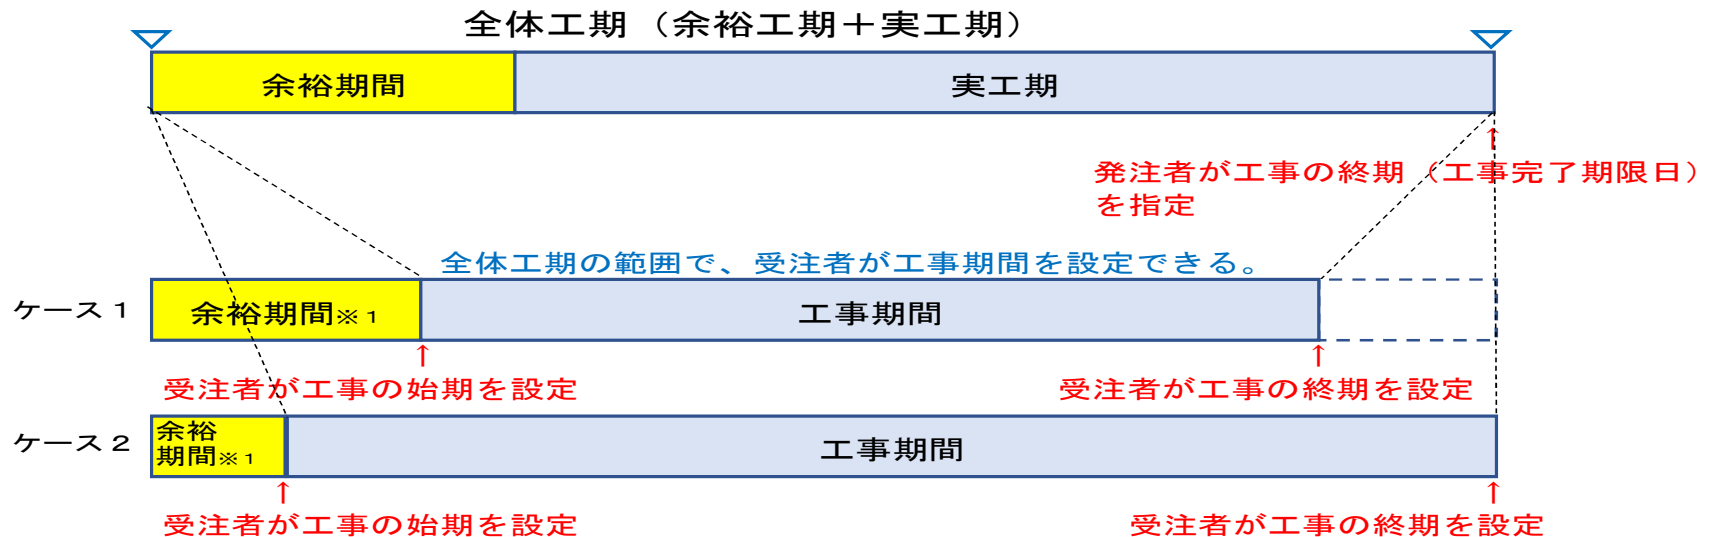 全体工期（余裕工期＋実工期）
余裕期間
実工期
発注者が工事の終期（工事完了期限日）
を指定
全体工期の範囲で、受注者が工事期間を設定できる。
ケース１
余裕期間※１
工事期間
受注者が工事の始期を設定
受注者が工事の終期を設定
ケース２
余裕
期間※１
工事期間
受注者が工事の始期を設定
受注者が工事の終期を設定